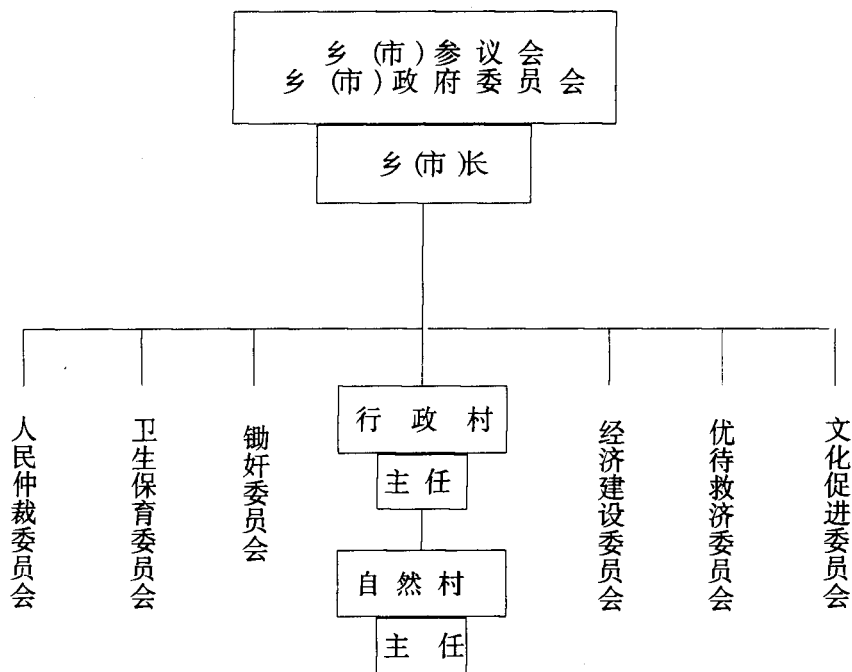 乡(市)参议会
乡(市)政府委员会
乡(市)长
人民仲裁委员会
卫生保育委员会
锄奸委员会
行政村
主任
自然村
主任
经济建设委员会
优待救济委员会
文化促进委员会